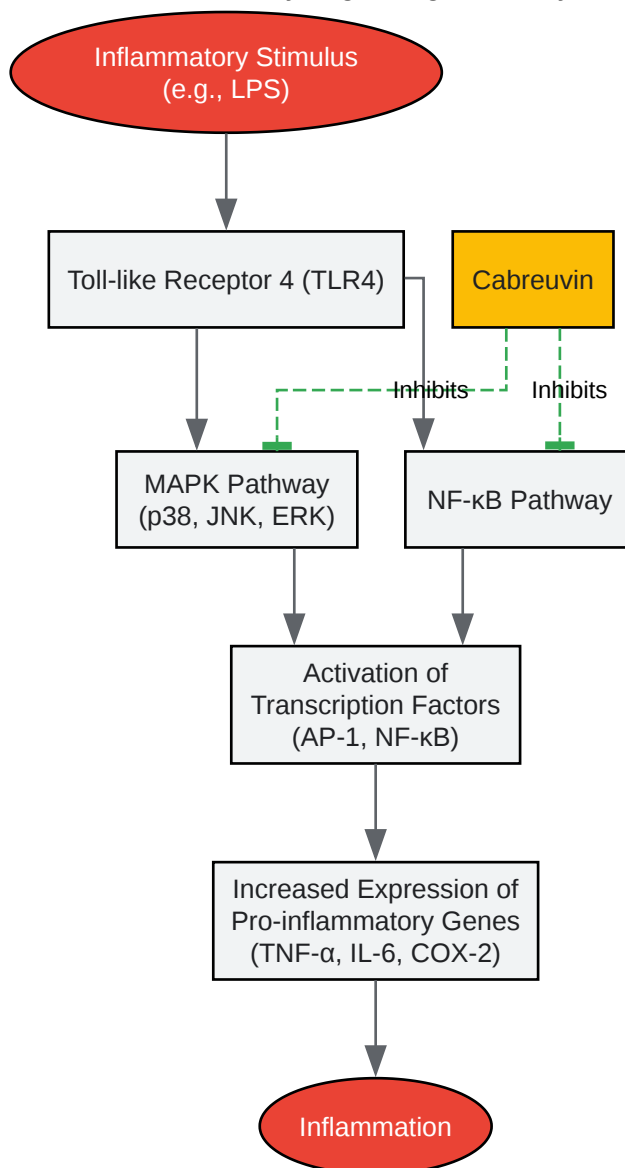 Inflammatory Stimulus
(e.g., LPS)
Toll-like Receptor 4 (TLR4)
Cabreuvin
Inhibits
Inhibits
MAPK Pathway
(p38, JNK, ERK)
NF-κB Pathway
Activation of
Transcription Factors
(AP-1, NF-κB)
Increased Expression of
Pro-inflammatory Genes
(TNF-α, IL-6, COX-2)
Inflammation